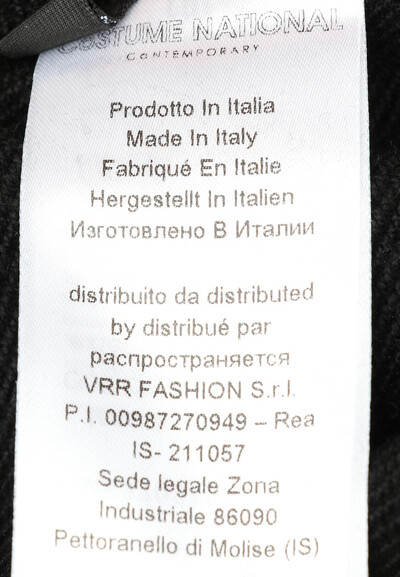 COSTUME NATIONAL
CONTEMPORARY
Prodotto In Italia
Made In Italy
Fabriqué En Italie
Hergestellt In Italien
Изготовлено В Италии
distribuito da distributed
by distribué par
распространяется
VRR FASHION S.r.l.
P.I. 00987270949 – Rea
IS- 211057
Sede legale Zona
Industriale 86090
Pettoranello di Molise (IS)